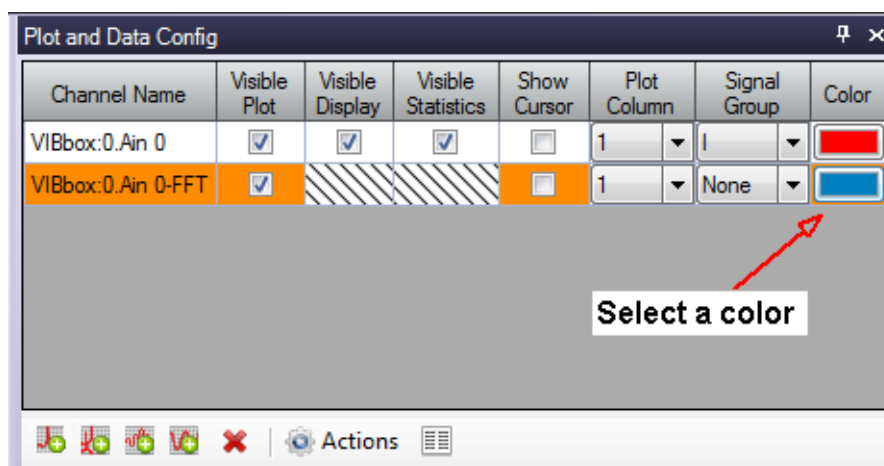 Plot and Data Config
Channel Name Visible Plot Visible Display Visible Statistics Show Cursor Plot Column Signal Group Color
VIBbox:0.Ain 0 1 I
VIBbox:0.Ain 0-FFT 1 None
Select a color
Actions